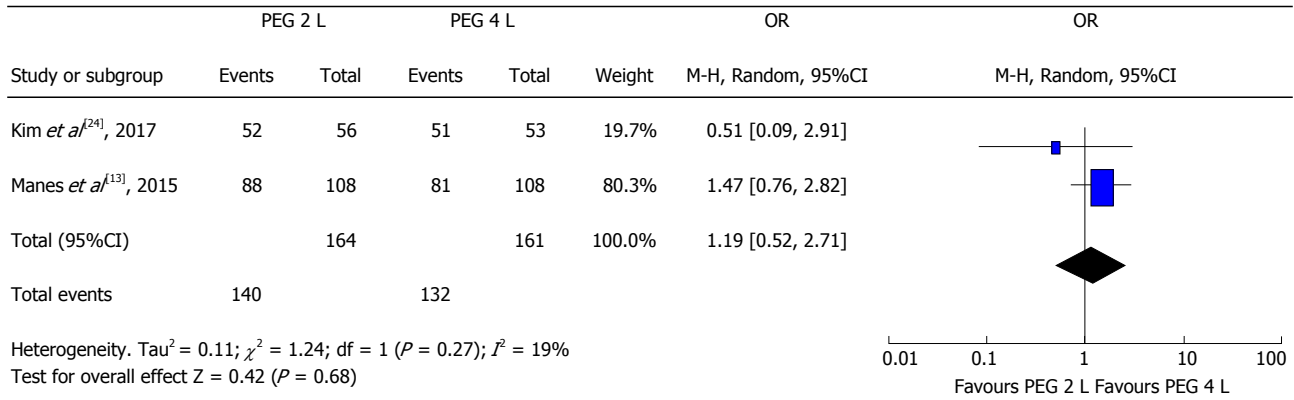 PEG 2 L PEG 4 L OR OR
Study or subgroup Events Total Events Total Weight M-H, Random, 95%CI M-H, Random, 95%CI
Kim et al[24], 2017 52 56 51 53 19.7% 0.51 [0.09, 2.91]
Manes et al[13], 2015 88 108 81 108 80.3% 1.47 [0.76, 2.82]
Total (95%CI) 164 161 100.0% 1.19 [0.52, 2.71]
Total events 140 132
Heterogeneity. Tau² = 0.11; χ² = 1.24; df = 1 (P = 0.27); I² = 19%
Test for overall effect Z = 0.42 (P = 0.68)
0.01 0.1 1 10 100
Favours PEG 2 L Favours PEG 4 L